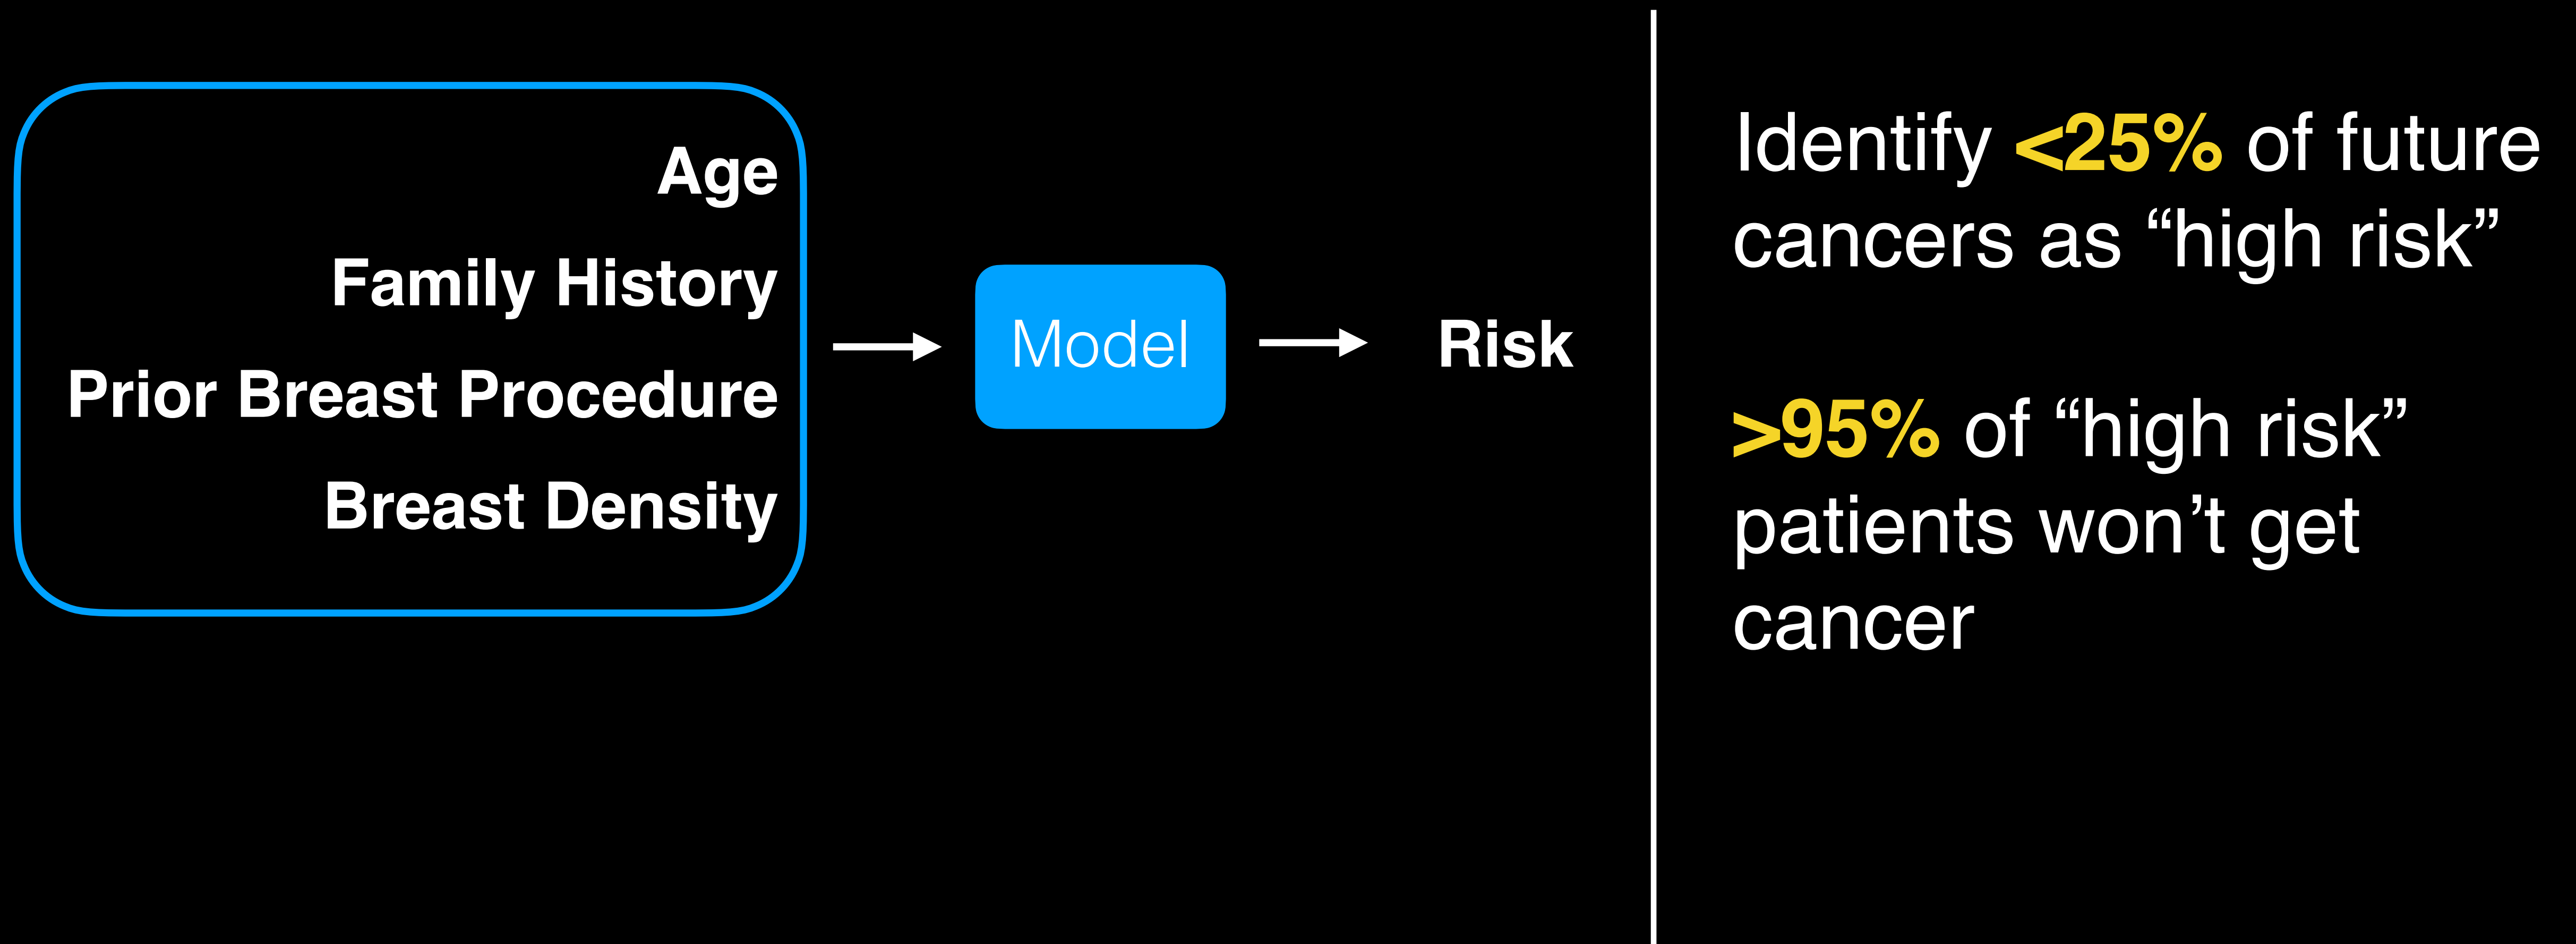 Age
Family History
Prior Breast Procedure
Breast Density
Model
Risk
Identify <25% of future
cancers as “high risk”
>95% of “high risk”
patients won’t get
cancer